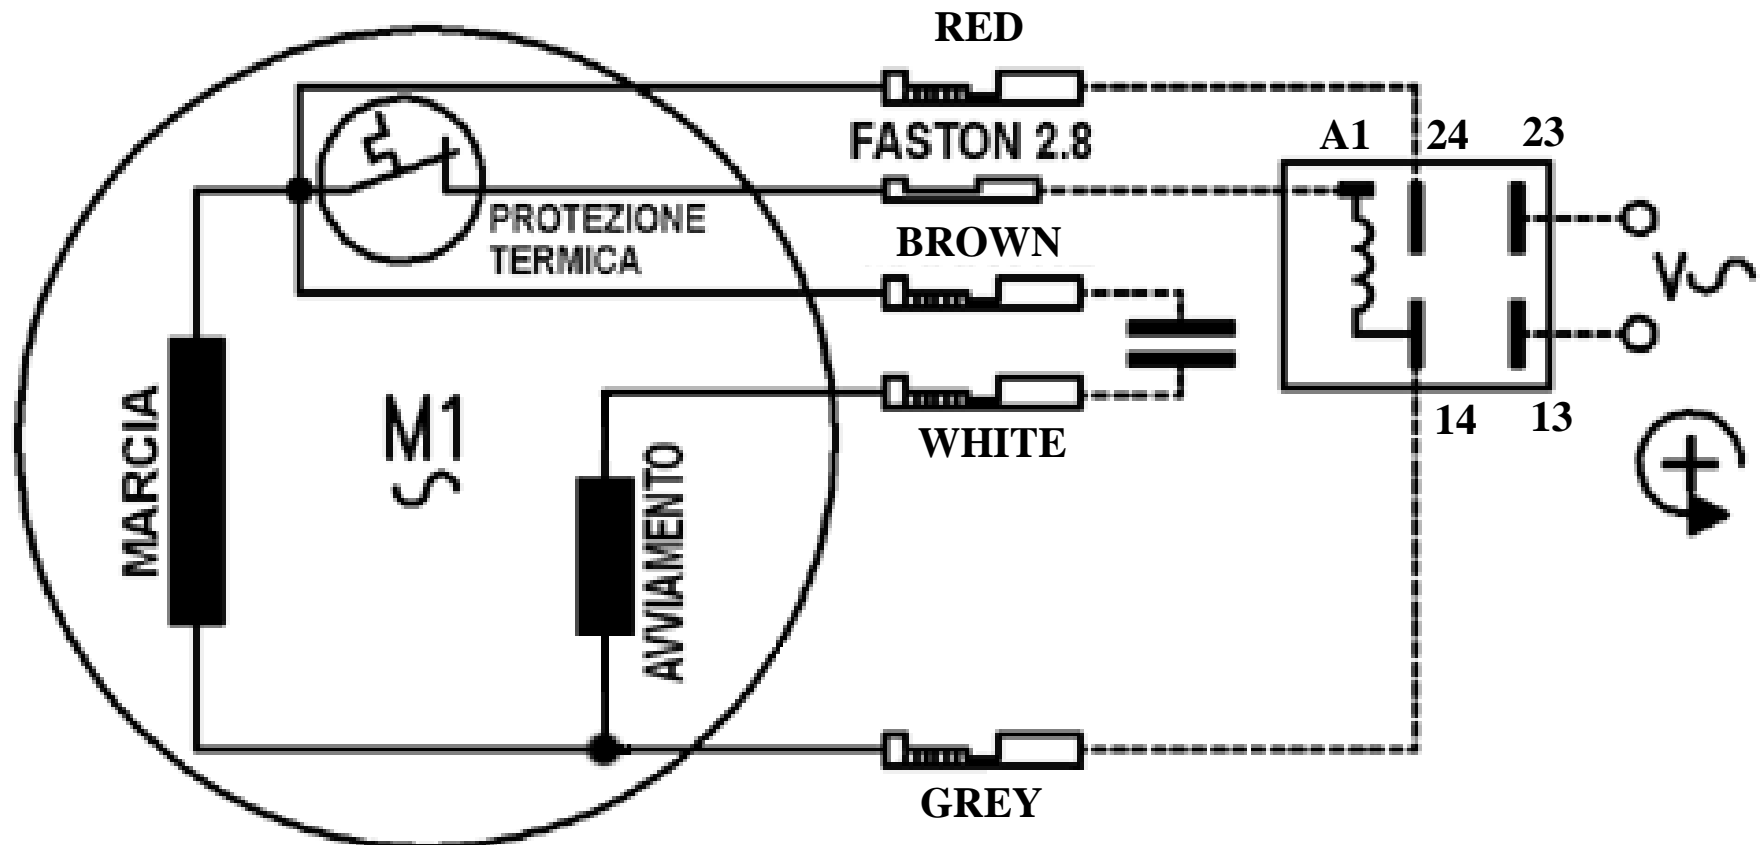 RED
FASTON 2.8
A1 24 23
PROTEZIONE
TERMICA
BROWN
V
MARCIA
M1
WHITE
14 13
AVVIAMENTO
GREY